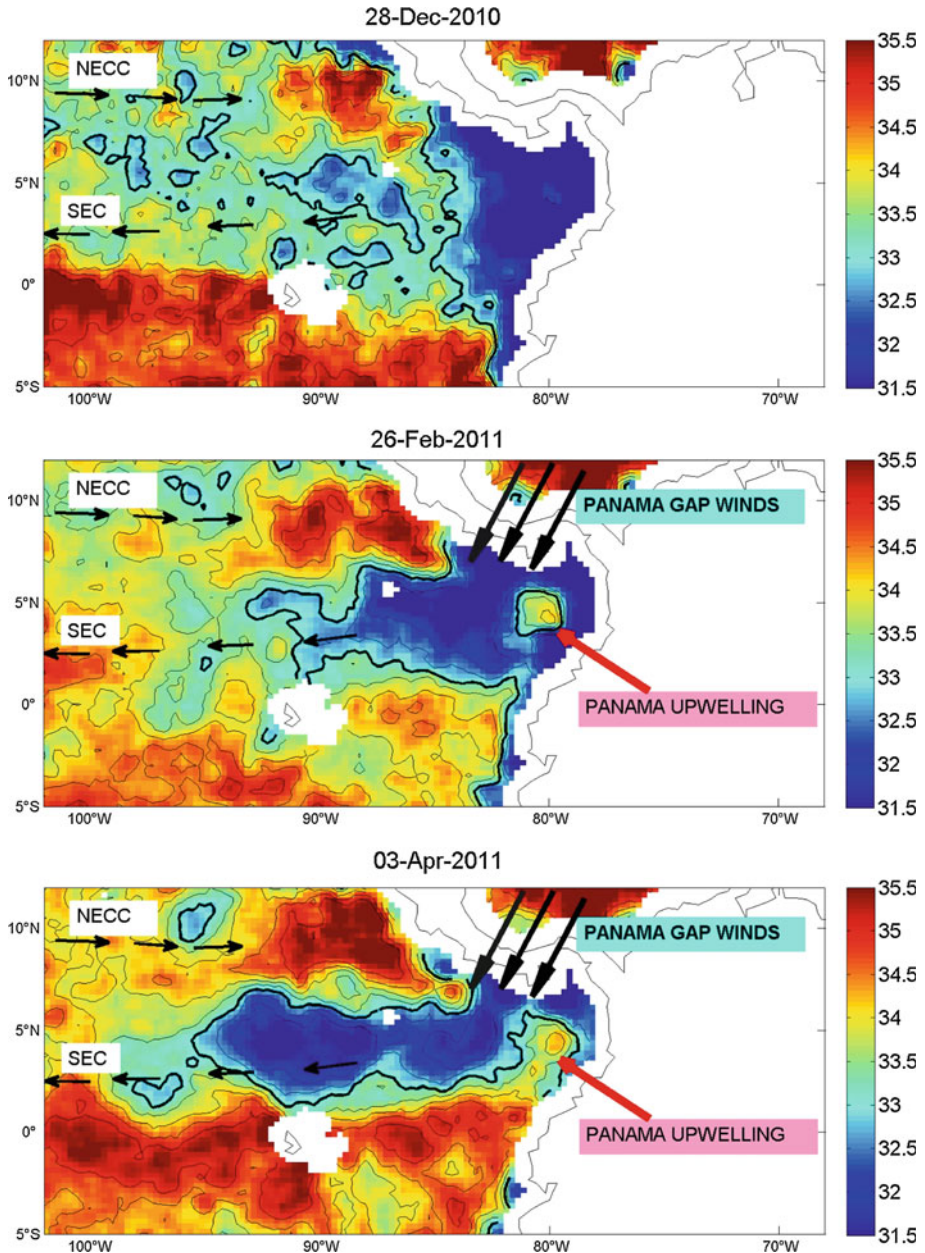 28-Dec-2010
NECC
SEC
10°N
5°N
0°
5°S
100°W
90°W
80°W
70°W
35.5
35
34.5
34
33.5
33
32.5
32
31.5
26-Feb-2011
NECC
PANAMA GAP WINDS
SEC
PANAMA UPWELLING
10°N
5°N
0°
5°S
100°W
90°W
80°W
70°W
35.5
35
34.5
34
33.5
33
32.5
32
31.5
03-Apr-2011
NECC
PANAMA GAP WINDS
SEC
PANAMA UPWELLING
10°N
5°N
0°
5°S
100°W
90°W
80°W
70°W
35.5
35
34.5
34
33.5
33
32.5
32
31.5